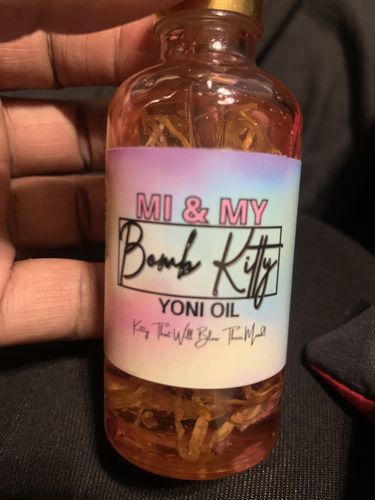 MI & MY
Bomb Kitty
YONI OIL
Kitty That Will Blow Their Mind!